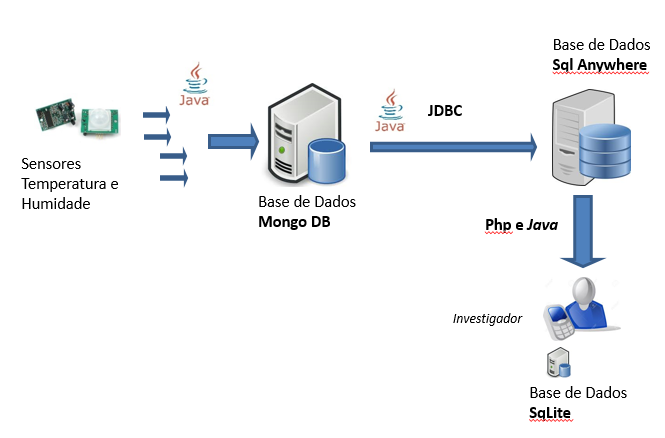 Base de Dados
Sql Anywhere
Java
Java
JDBC
Sensores
Temperatura e
Humidade
Base de Dados
Mongo DB
Php e Java
Investigador
Base de Dados
SqLite